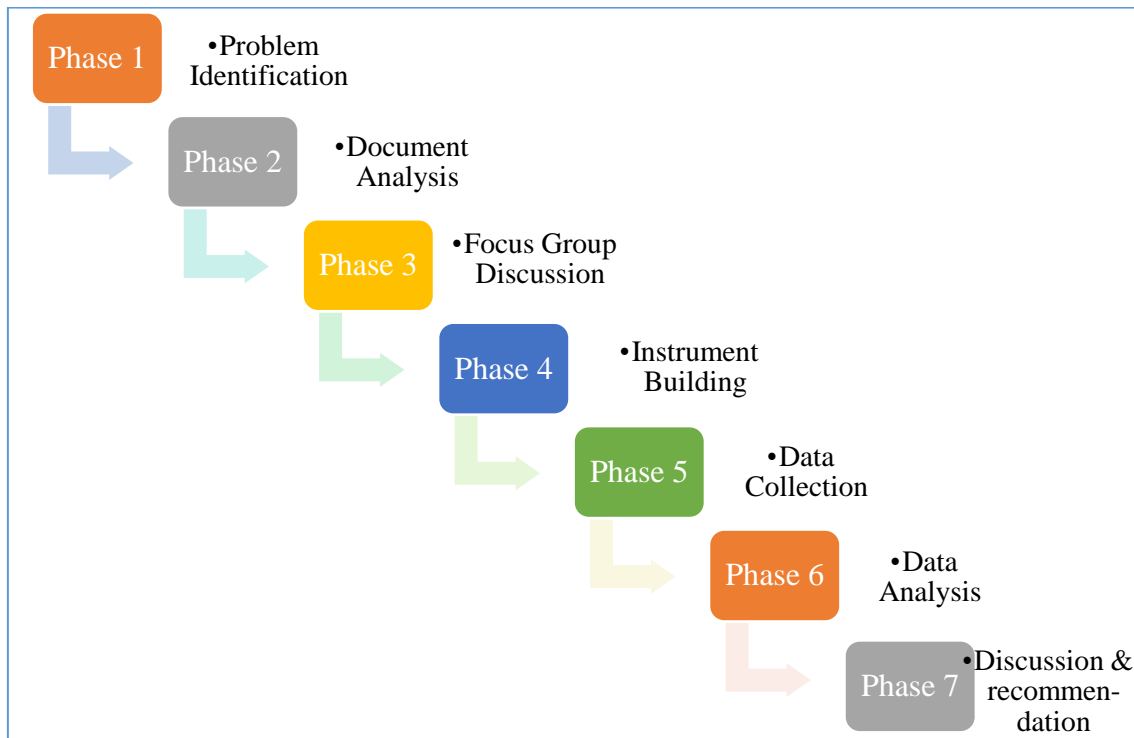 Phase 1
•Problem
Identification
Phase 2
•Document
Analysis
Phase 3
•Focus Group
Discussion
Phase 4
•Instrument
Building
Phase 5
•Data
Collection
Phase 6
•Data
Analysis
Phase 7
•Discussion &
recommen-
dation